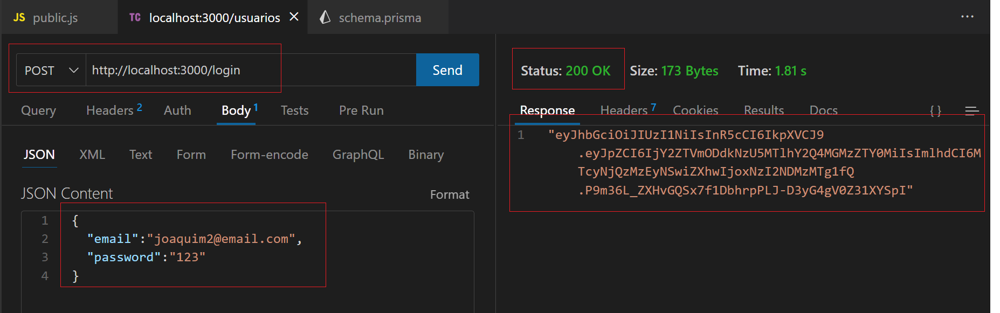 JS public.js TC localhost:3000/usuarios × schema.prisma ...
POST http://localhost:3000/login Send
Query Headers 2 Auth Body 1 Tests Pre Run
JSON XML Text Form Form-encode GraphQL Binary
JSON Content Format
1 {
2 "email":"joaquim2@email.com",
3 "password":"123"
4 }
Status: 200 OK Size: 173 Bytes Time: 1.81 s
Response Headers 7 Cookies Results Docs { }
1 "eyJhbGciOiJIUzI1NiIsInR5cCI6IkpXVCJ9
.eyJpZCI6IjY2ZTVmODdkNzU5MTlhY2Q4MGMzZTY0MiIsImlhdCI6M
TcyNjQzMzEyNSwiZXhwIjoxNzI2NDMzMTg1fQ
.P9m36L_ZXHvGQSx7f1DbhrpPLJ-D3yG4gV0Z31XYSpI"